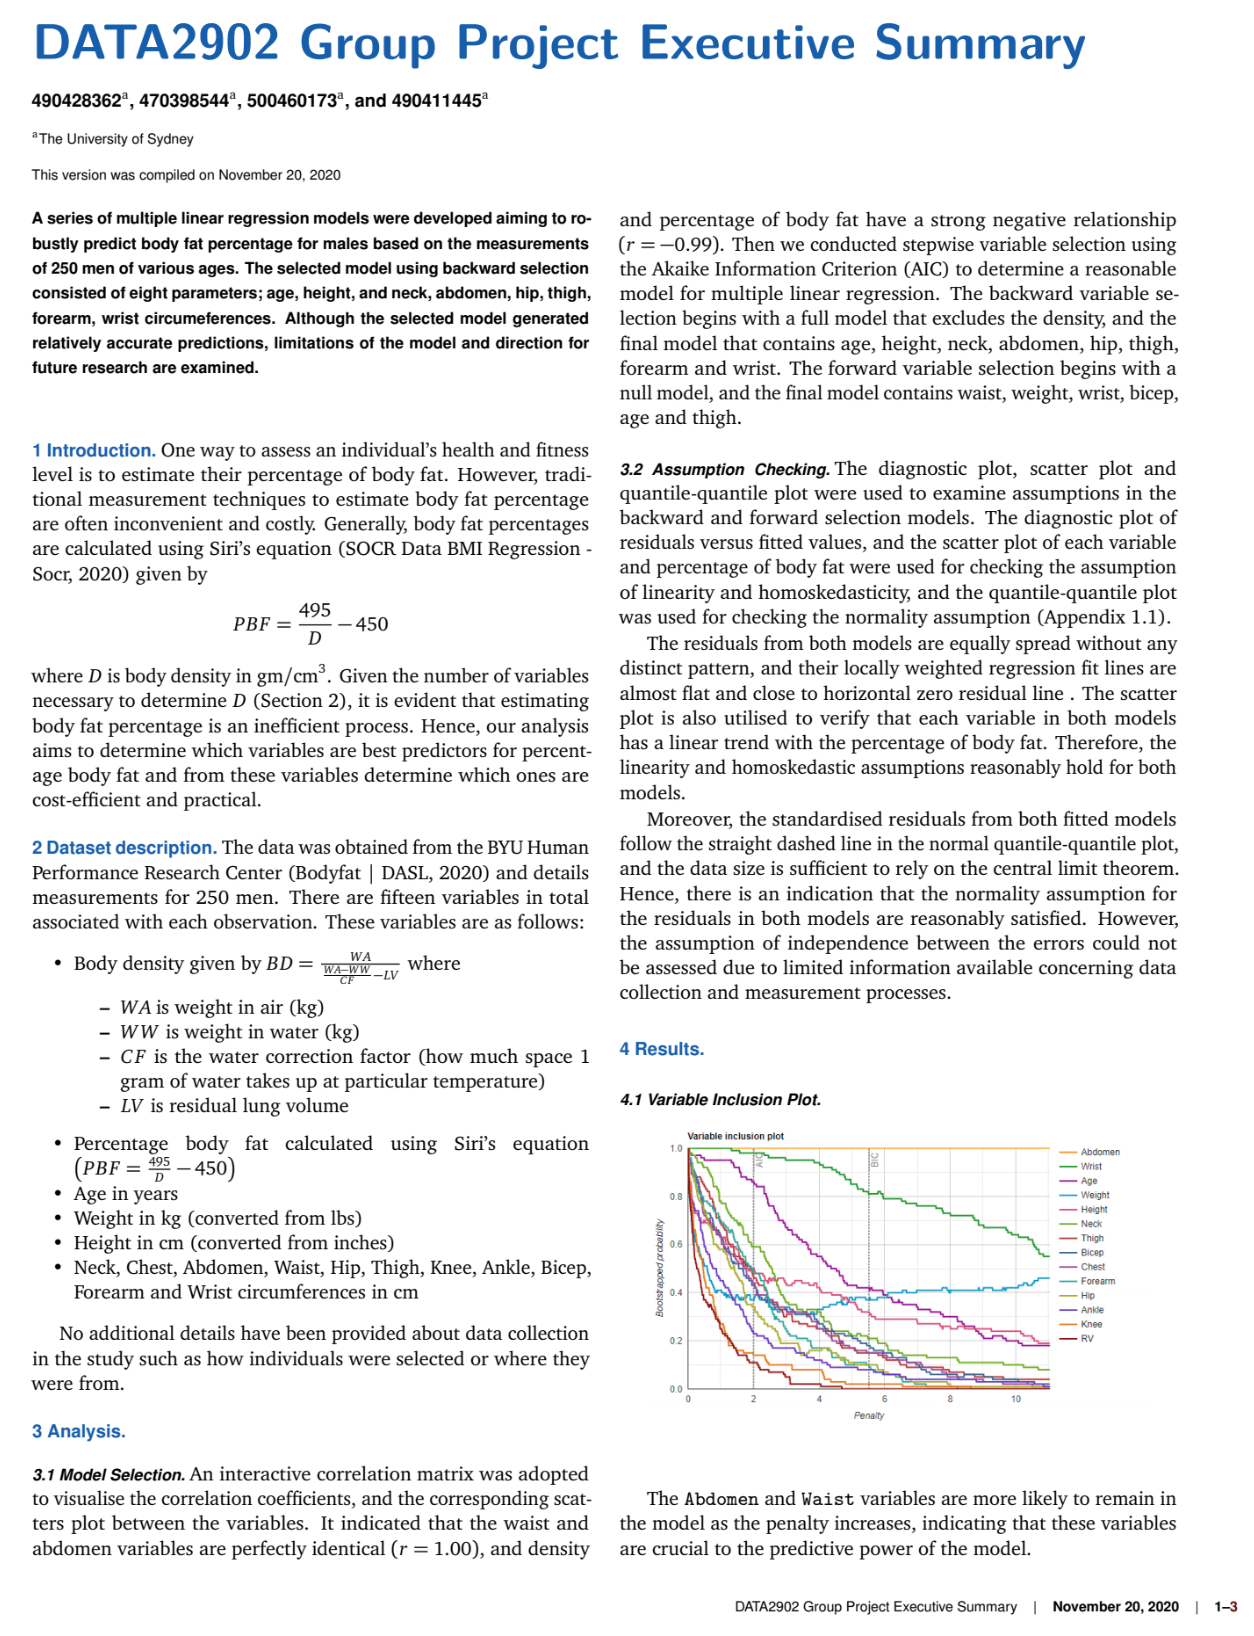 DATA2902 Group Project Executive Summary
490428362ᵃ, 470398544ᵃ, 500460173ᵃ, and 490411445ᵃ
ᵃThe University of Sydney
This version was compiled on November 20, 2020
A series of multiple linear regression models were developed aiming to ro-
bustly predict body fat percentage for males based on the measurements
of 250 men of various ages. The selected model using backward selection
consisted of eight parameters; age, height, and neck, abdomen, hip, thigh,
forearm, wrist circumeferences. Although the selected model generated
relatively accurate predictions, limitations of the model and direction for
future research are examined.
1 Introduction. One way to assess an individual's health and fitness
level is to estimate their percentage of body fat. However, tradi-
tional measurement techniques to estimate body fat percentage
are often inconvenient and costly. Generally, body fat percentages
are calculated using Siri's equation (SOCR Data BMI Regression -
Socr, 2020) given by
PBF = 495/D − 450
where D is body density in gm/cm³. Given the number of variables
necessary to determine D (Section 2), it is evident that estimating
body fat percentage is an inefficient process. Hence, our analysis
aims to determine which variables are best predictors for percent-
age body fat and from these variables determine which ones are
cost-efficient and practical.
2 Dataset description. The data was obtained from the BYU Human
Performance Research Center (Bodyfat | DASL, 2020) and details
measurements for 250 men. There are fifteen variables in total
associated with each observation. These variables are as follows:
• Body density given by BD = WA/((WA−WW)/CF −LV) where
– WA is weight in air (kg)
– WW is weight in water (kg)
– CF is the water correction factor (how much space 1
gram of water takes up at particular temperature)
– LV is residual lung volume
• Percentage body fat calculated using Siri's equation
(PBF = 495/D − 450)
• Age in years
• Weight in kg (converted from lbs)
• Height in cm (converted from inches)
• Neck, Chest, Abdomen, Waist, Hip, Thigh, Knee, Ankle, Bicep,
Forearm and Wrist circumferences in cm
No additional details have been provided about data collection
in the study such as how individuals were selected or where they
were from.
3 Analysis.
3.1 Model Selection. An interactive correlation matrix was adopted
to visualise the correlation coefficients, and the corresponding scat-
ters plot between the variables. It indicated that the waist and
abdomen variables are perfectly identical (r = 1.00), and density
and percentage of body fat have a strong negative relationship
(r = −0.99). Then we conducted stepwise variable selection using
the Akaike Information Criterion (AIC) to determine a reasonable
model for multiple linear regression. The backward variable se-
lection begins with a full model that excludes the density, and the
final model that contains age, height, neck, abdomen, hip, thigh,
forearm and wrist. The forward variable selection begins with a
null model, and the final model contains waist, weight, wrist, bicep,
age and thigh.
3.2 Assumption Checking. The diagnostic plot, scatter plot and
quantile-quantile plot were used to examine assumptions in the
backward and forward selection models. The diagnostic plot of
residuals versus fitted values, and the scatter plot of each variable
and percentage of body fat were used for checking the assumption
of linearity and homoskedasticity, and the quantile-quantile plot
was used for checking the normality assumption (Appendix 1.1).
The residuals from both models are equally spread without any
distinct pattern, and their locally weighted regression fit lines are
almost flat and close to horizontal zero residual line . The scatter
plot is also utilised to verify that each variable in both models
has a linear trend with the percentage of body fat. Therefore, the
linearity and homoskedastic assumptions reasonably hold for both
models.
Moreover, the standardised residuals from both fitted models
follow the straight dashed line in the normal quantile-quantile plot,
and the data size is sufficient to rely on the central limit theorem.
Hence, there is an indication that the normality assumption for
the residuals in both models are reasonably satisfied. However,
the assumption of independence between the errors could not
be assessed due to limited information available concerning data
collection and measurement processes.
4 Results.
4.1 Variable Inclusion Plot.
Variable inclusion plot
Bootstrapped probability
1.0
0.8
0.6
0.4
0.2
0.0
AIC
BIC
0 2 4 6 8 10
Penalty
Abdomen
Wrist
Age
Weight
Height
Neck
Thigh
Bicep
Chest
Forearm
Hip
Ankle
Knee
RV
The Abdomen and Waist variables are more likely to remain in
the model as the penalty increases, indicating that these variables
are crucial to the predictive power of the model.
DATA2902 Group Project Executive Summary | November 20, 2020 | 1–3